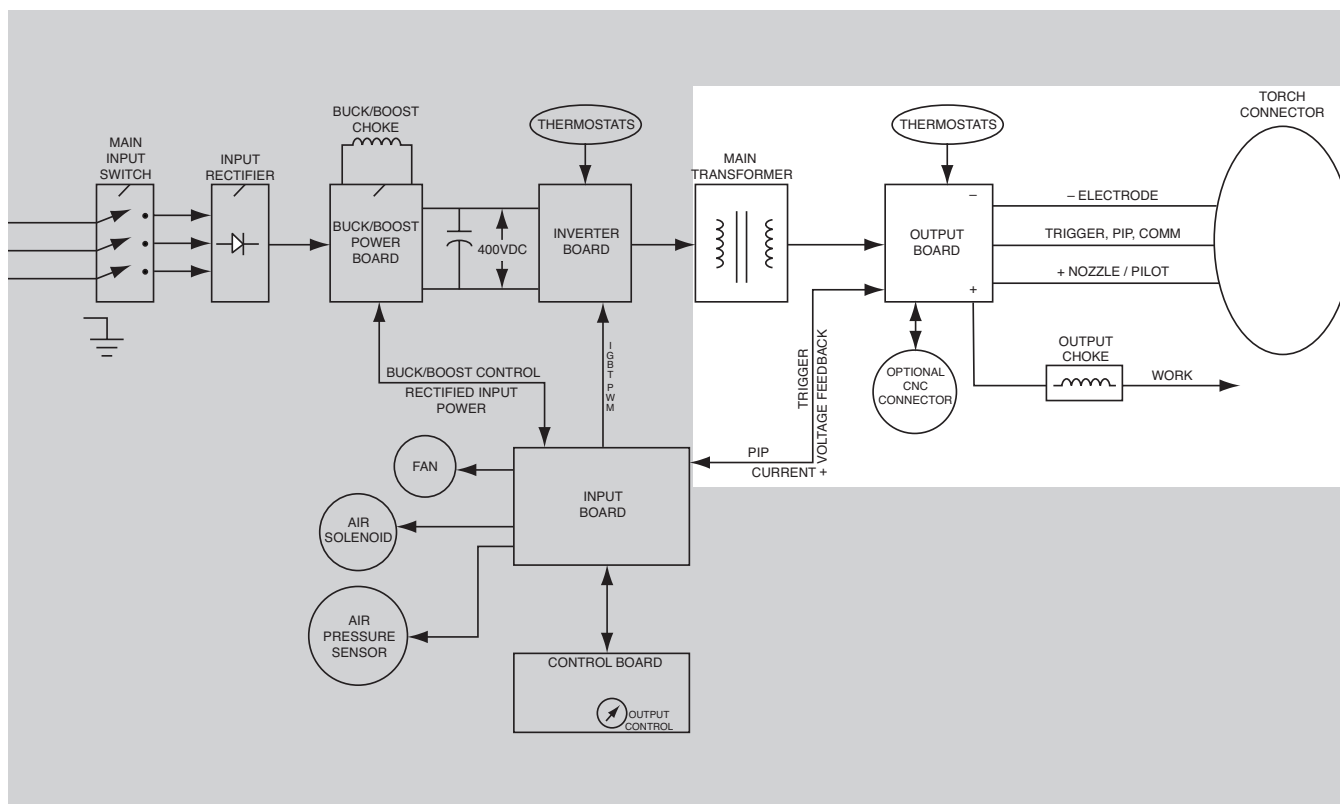 TORCH
CONNECTOR
BUCK/BOOST
CHOKE
THERMOSTATS
THERMOSTATS
MAIN
INPUT
SWITCH
INPUT
RECTIFIER
MAIN
TRANSFORMER
BUCK/BOOST
POWER
BOARD
400VDC
INVERTER
BOARD
OUTPUT
BOARD
–
+
– ELECTRODE
TRIGGER, PIP, COMM
+ NOZZLE / PILOT
OUTPUT
CHOKE
WORK
OPTIONAL
CNC
CONNECTOR
TRIGGER
VOLTAGE FEEDBACK
PIP
CURRENT +
IGBT PWM
BUCK/BOOST CONTROL
RECTIFIED INPUT
POWER
FAN
INPUT
BOARD
AIR
SOLENOID
AIR
PRESSURE
SENSOR
CONTROL BOARD
OUTPUT
CONTROL